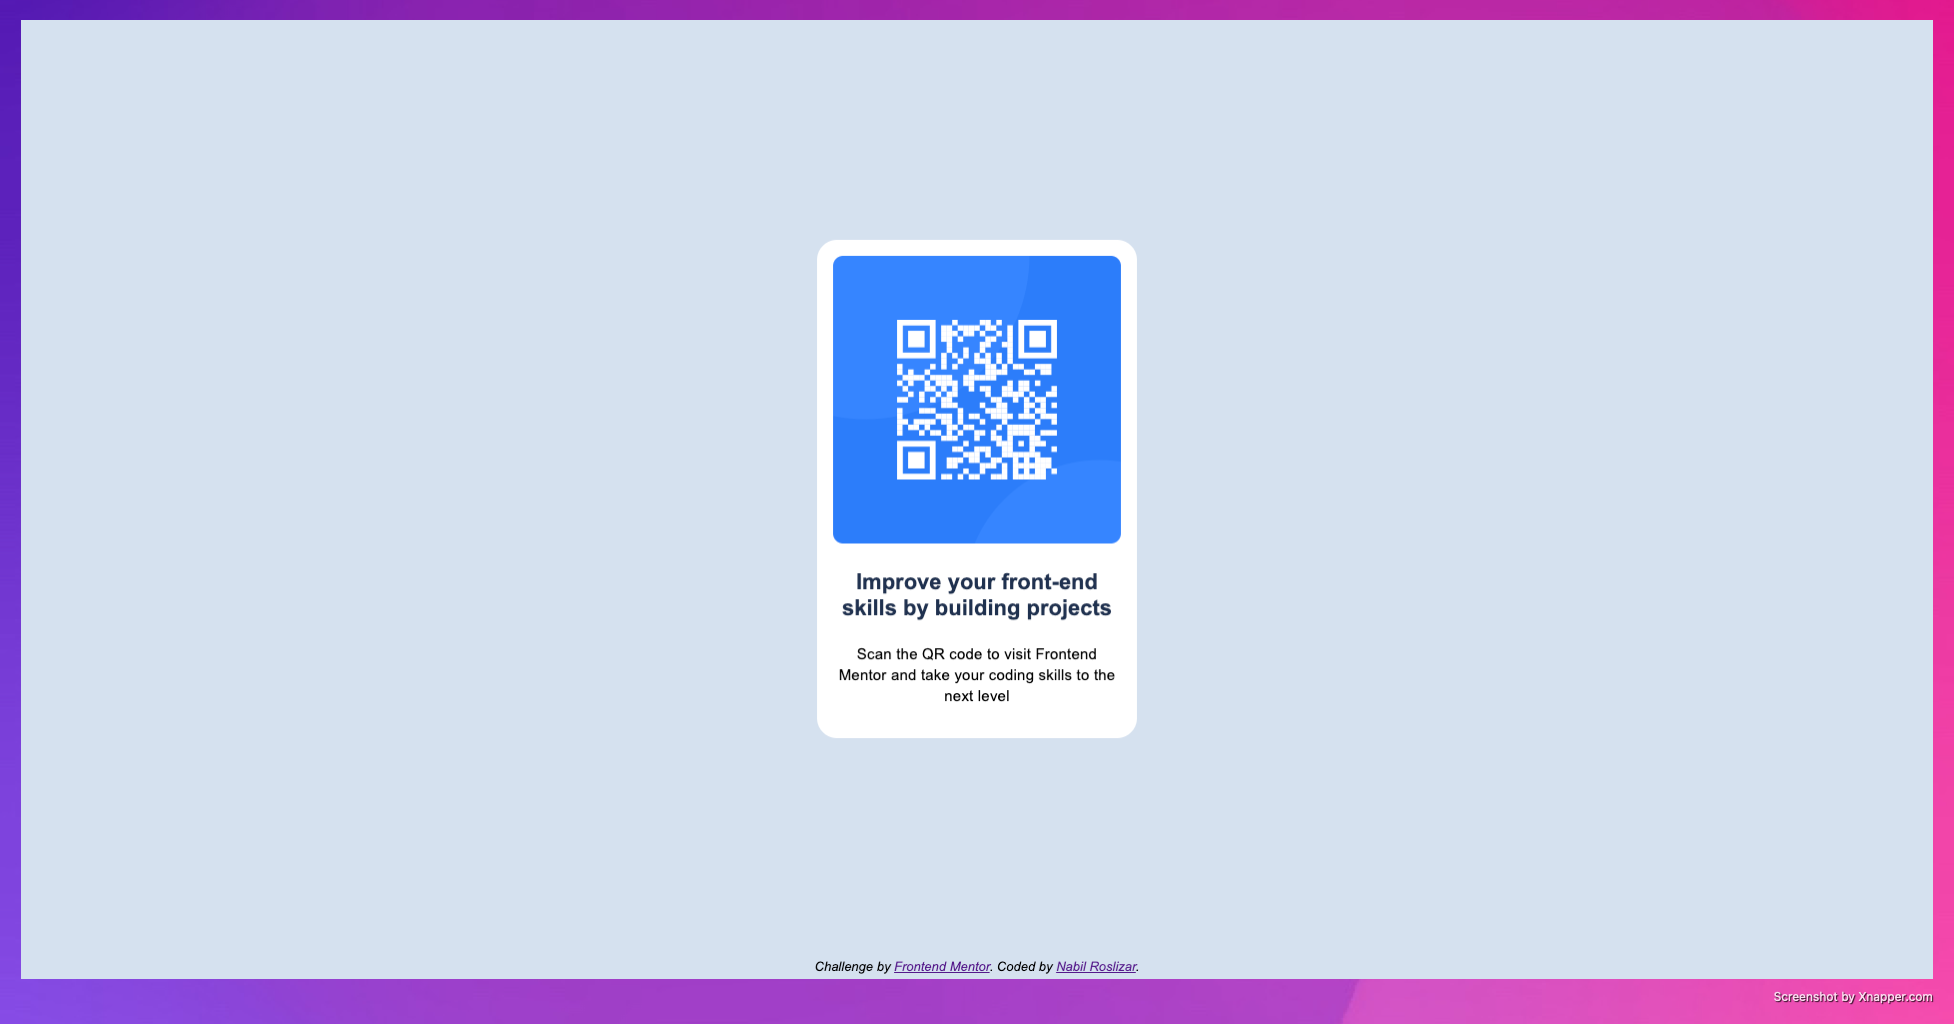 Improve your front-end
skills by building projects
Scan the QR code to visit Frontend
Mentor and take your coding skills to the
next level
Challenge by Frontend Mentor. Coded by Nabil Roslizar.
Screenshot by Xnapper.com